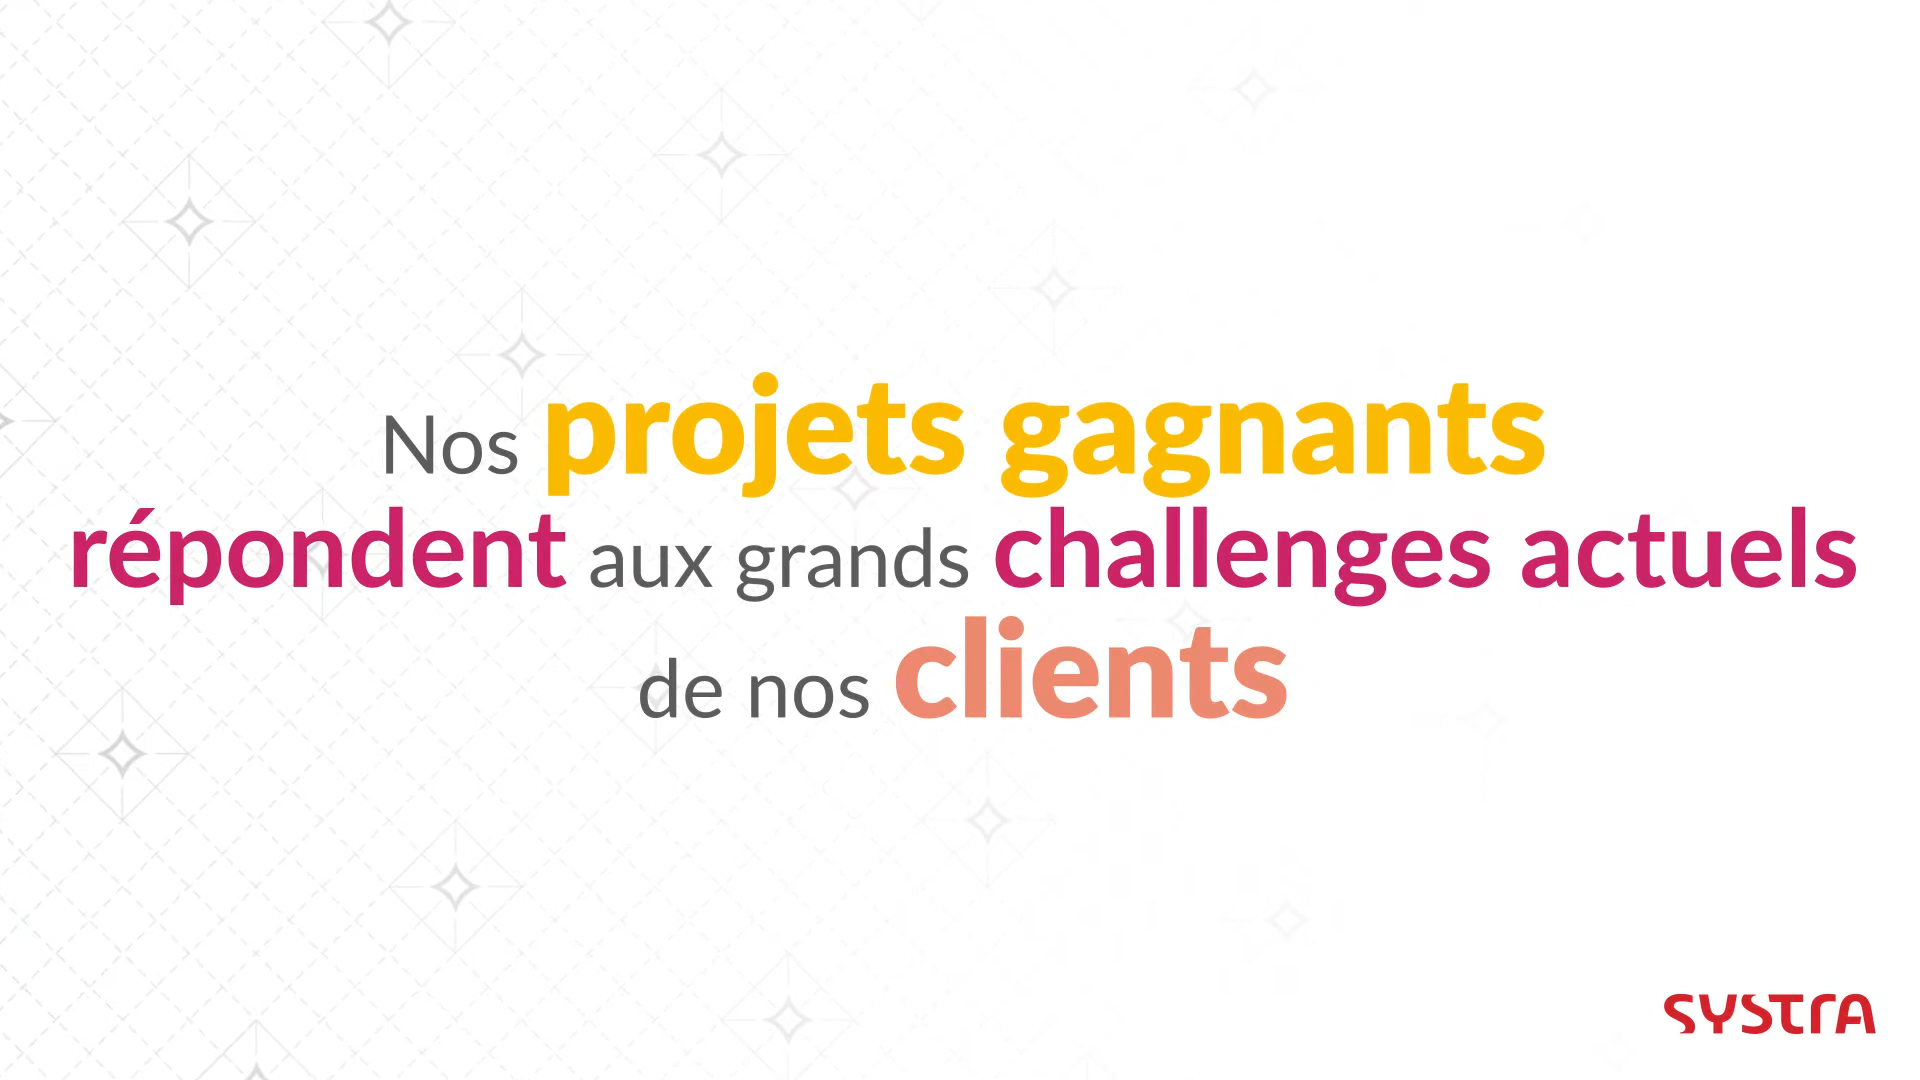 Nos projets gagnants
répondent aux grands challenges actuels
de nos clients
SYSTRA